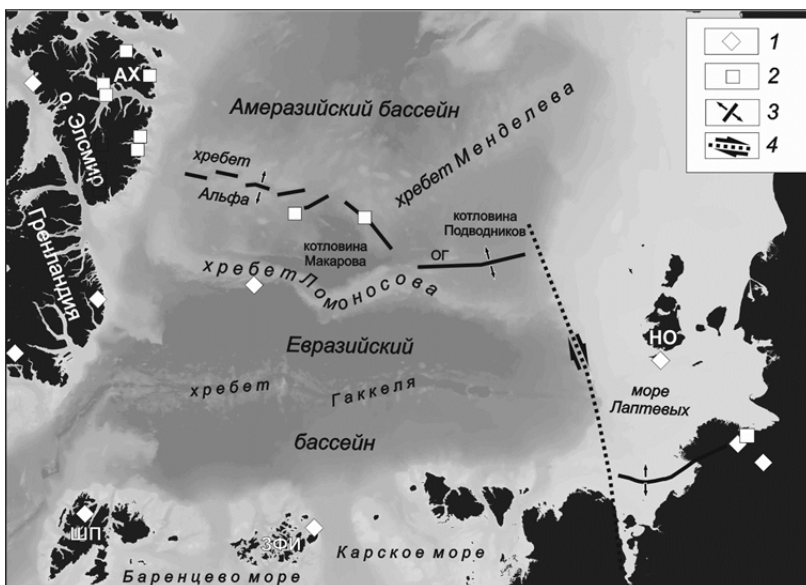 АХ
1
2
3
4
о. Элсмир
Амеразийский бассейн
хребет Менделеева
хребет
Альфа
котловина
Подводников
котловина
Макарова
ОГ
хребет Ломоносова
Гренландия
НО
Евразийский
хребет
Гаккеля
море
Лаптевых
бассейн
ШП
ЗФИ
Карское море
Баренцево море